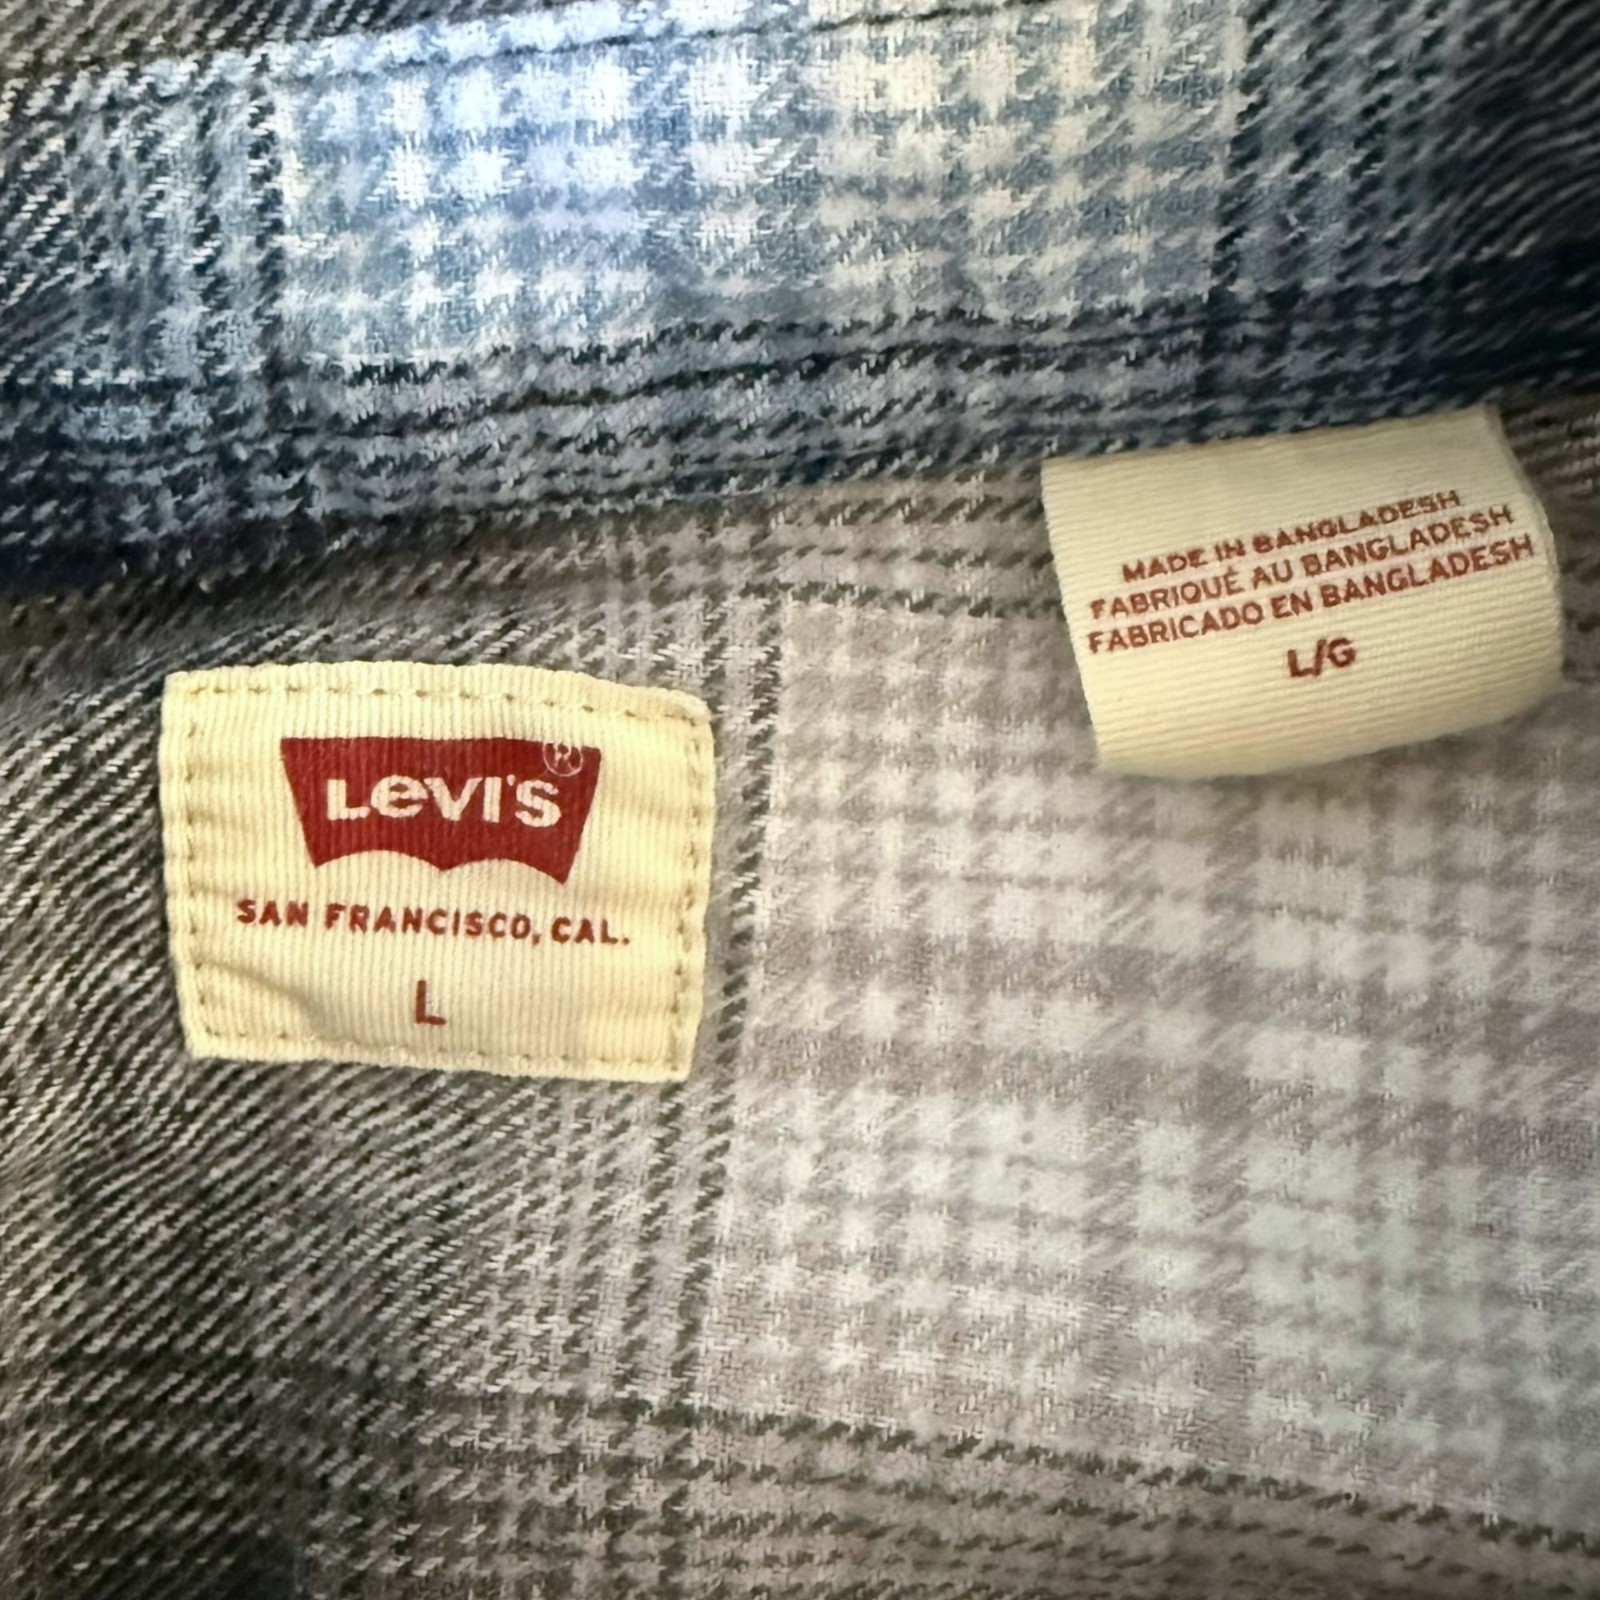 MADE IN BANGLADESH
FABRIQUÉ AU BANGLADESH
FABRICADO EN BANGLADESH
L/G
LEVI'S®
SAN FRANCISCO, CAL.
L